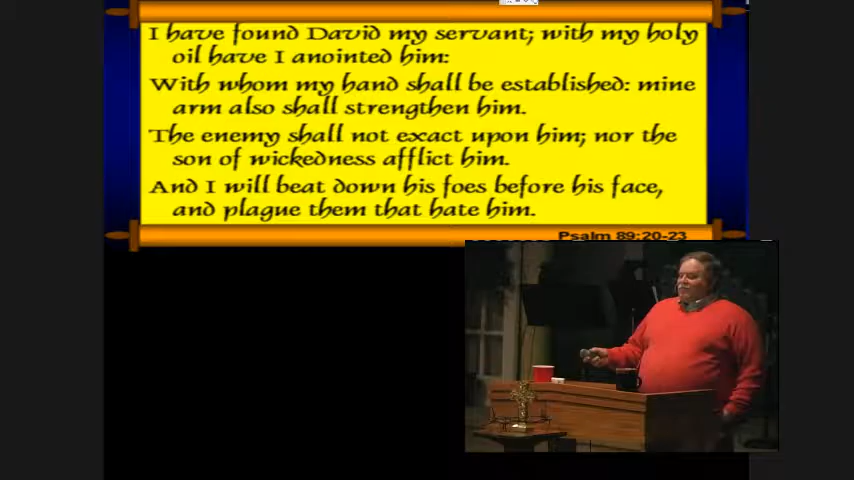 I have found David my servant; with my holy
oil have I anointed him:
With whom my hand shall be established: mine
arm also shall strengthen him.
The enemy shall not exact upon him; nor the
son of wickedness afflict him.
And I will beat down his foes before his face,
and plague them that hate him.
Psalm 89:20-23